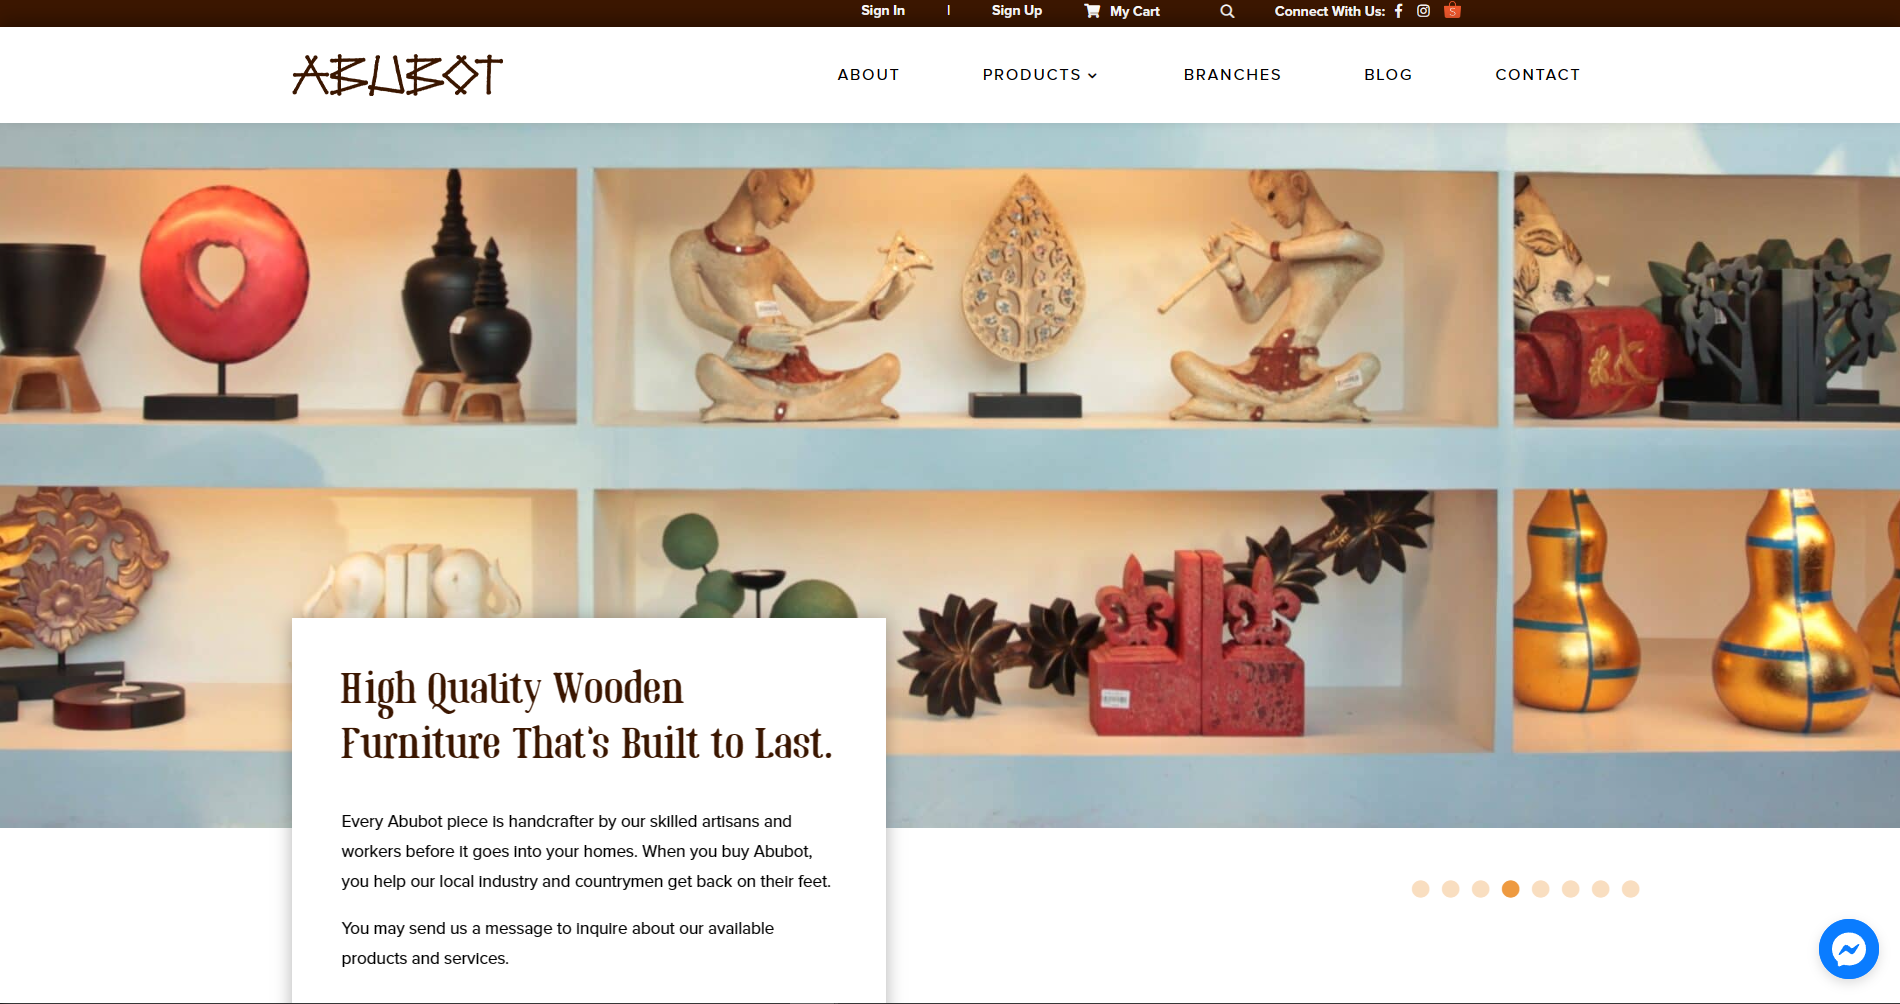 Sign In | Sign Up My Cart Connect With Us:
ABUBOT
ABOUT PRODUCTS BRANCHES BLOG CONTACT
High Quality Wooden
Furniture That's Built to Last.
Every Abubot piece is handcrafter by our skilled artisans and
workers before it goes into your homes. When you buy Abubot,
you help our local industry and countrymen get back on their feet.
You may send us a message to inquire about our available
products and services.